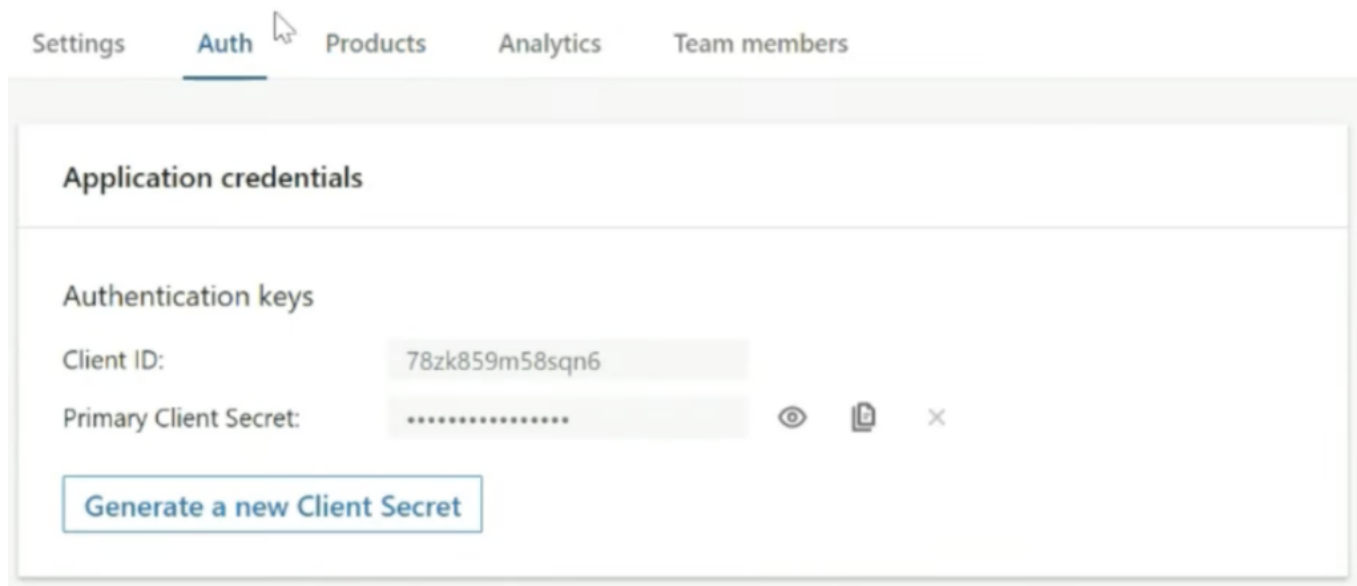 Settings Auth Products Analytics Team members
Application credentials
Authentication keys
Client ID: 78zk859m58sqn6
Primary Client Secret: ••••••••••••••••
Generate a new Client Secret